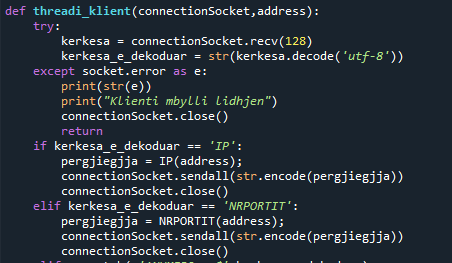 def threadi_klient(connectionSocket,address):
try:
kerkesa = connectionSocket.recv(128)
kerkesa_e_dekoduar = str(kerkesa.decode('utf-8'))
except socket.error as e:
print(str(e))
print("Klienti mbylli lidhjen")
connectionSocket.close()
return
if kerkesa_e_dekoduar == 'IP':
pergjiegjja = IP(address);
connectionSocket.sendall(str.encode(pergjiegjja))
connectionSocket.close()
elif kerkesa_e_dekoduar == 'NRPORTIT':
pergjiegjja = NRPORTIT(address);
connectionSocket.sendall(str.encode(pergjiegjja))
connectionSocket.close()